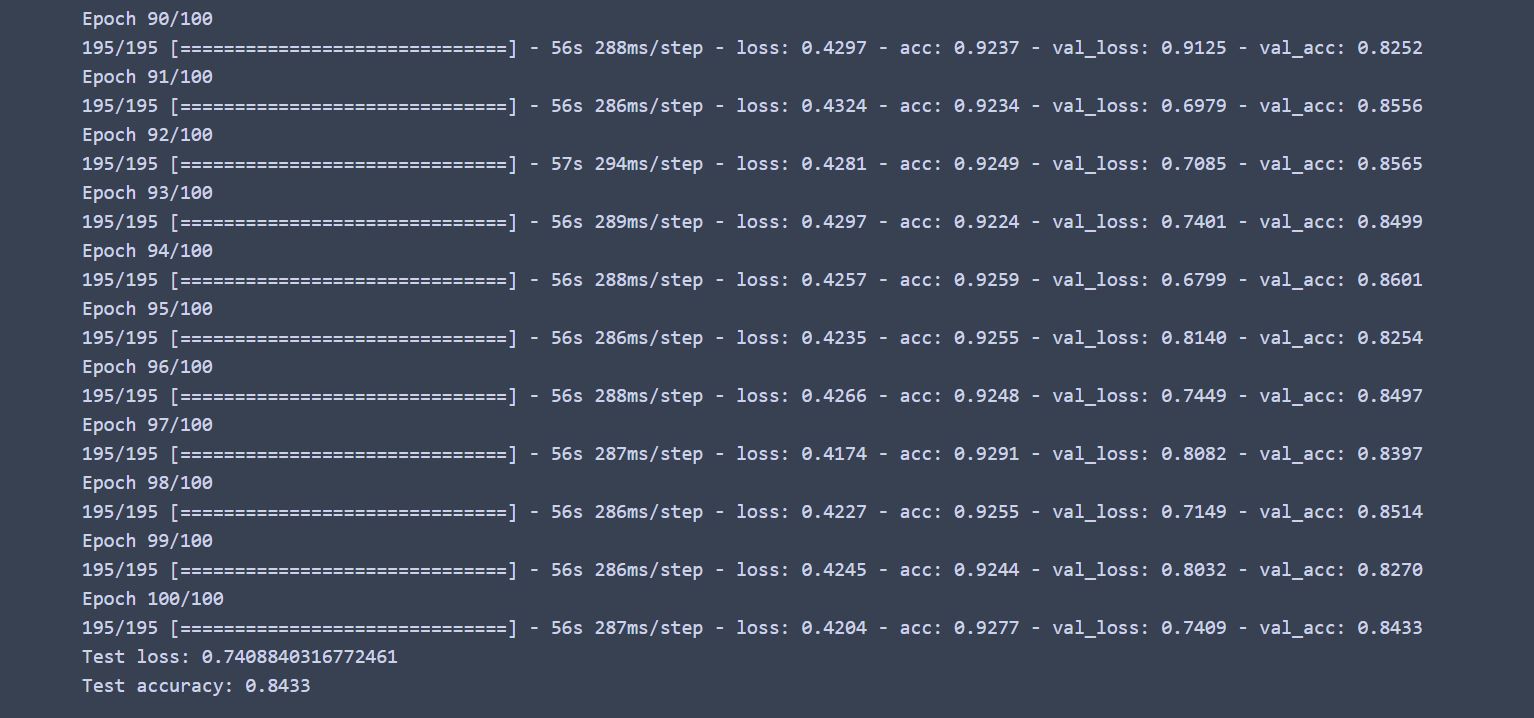 Epoch 90/100
195/195 [==============================] - 56s 288ms/step - loss: 0.4297 - acc: 0.9237 - val_loss: 0.9125 - val_acc: 0.8252
Epoch 91/100
195/195 [==============================] - 56s 286ms/step - loss: 0.4324 - acc: 0.9234 - val_loss: 0.6979 - val_acc: 0.8556
Epoch 92/100
195/195 [==============================] - 57s 294ms/step - loss: 0.4281 - acc: 0.9249 - val_loss: 0.7085 - val_acc: 0.8565
Epoch 93/100
195/195 [==============================] - 56s 289ms/step - loss: 0.4297 - acc: 0.9224 - val_loss: 0.7401 - val_acc: 0.8499
Epoch 94/100
195/195 [==============================] - 56s 288ms/step - loss: 0.4257 - acc: 0.9259 - val_loss: 0.6799 - val_acc: 0.8601
Epoch 95/100
195/195 [==============================] - 56s 286ms/step - loss: 0.4235 - acc: 0.9255 - val_loss: 0.8140 - val_acc: 0.8254
Epoch 96/100
195/195 [==============================] - 56s 288ms/step - loss: 0.4266 - acc: 0.9248 - val_loss: 0.7449 - val_acc: 0.8497
Epoch 97/100
195/195 [==============================] - 56s 287ms/step - loss: 0.4174 - acc: 0.9291 - val_loss: 0.8082 - val_acc: 0.8397
Epoch 98/100
195/195 [==============================] - 56s 286ms/step - loss: 0.4227 - acc: 0.9255 - val_loss: 0.7149 - val_acc: 0.8514
Epoch 99/100
195/195 [==============================] - 56s 286ms/step - loss: 0.4245 - acc: 0.9244 - val_loss: 0.8032 - val_acc: 0.8270
Epoch 100/100
195/195 [==============================] - 56s 287ms/step - loss: 0.4204 - acc: 0.9277 - val_loss: 0.7409 - val_acc: 0.8433
Test loss: 0.7408840316772461
Test accuracy: 0.8433